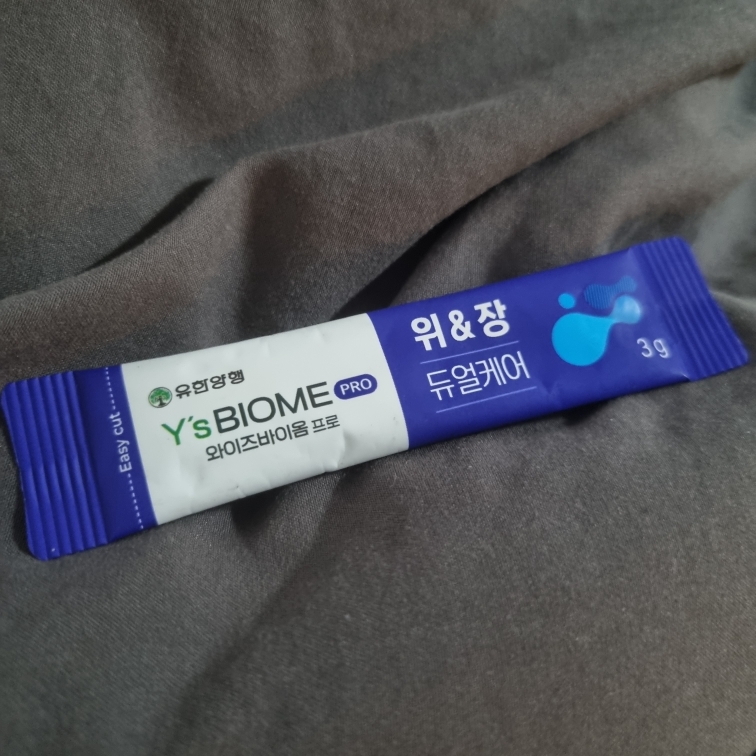 Easy cut
유한양행
Y's BIOME PRO
와이즈바이옴 프로
위&장
듀얼케어
3g